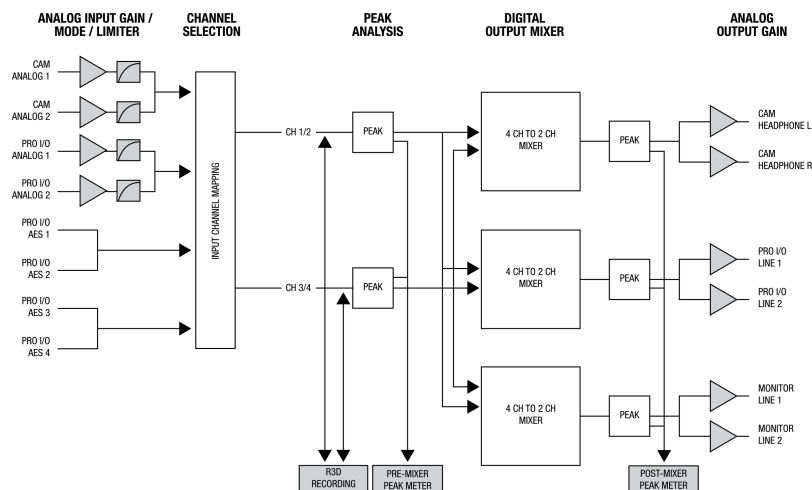 ANALOG INPUT GAIN /
MODE / LIMITER
CHANNEL
SELECTION
PEAK
ANALYSIS
DIGITAL
OUTPUT MIXER
ANALOG
OUTPUT GAIN
CAM
ANALOG 1
CAM
ANALOG 2
PRO I/O
ANALOG 1
PRO I/O
ANALOG 2
PRO I/O
AES 1
PRO I/O
AES 2
PRO I/O
AES 3
PRO I/O
AES 4
INPUT CHANNEL MAPPING
CH 1/2
CH 3/4
PEAK
PEAK
4 CH TO 2 CH
MIXER
4 CH TO 2 CH
MIXER
4 CH TO 2 CH
MIXER
PEAK
PEAK
PEAK
CAM
HEADPHONE L
CAM
HEADPHONE R
PRO I/O
LINE 1
PRO I/O
LINE 2
MONITOR
LINE 1
MONITOR
LINE 2
R3D
RECORDING
PRE-MIXER
PEAK METER
POST-MIXER
PEAK METER